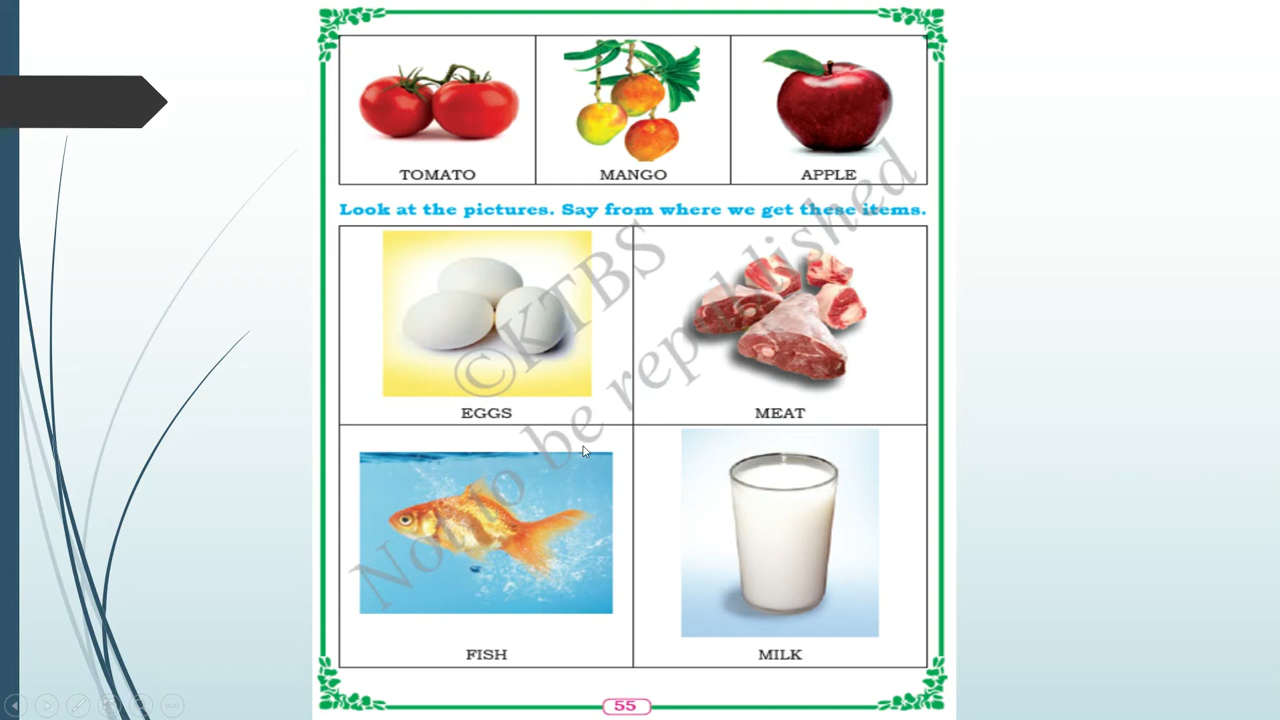 TOMATO MANGO APPLE
Look at the pictures. Say from where we get these items.
EGGS MEAT
FISH MILK
©KTBS
Not to be republished
55